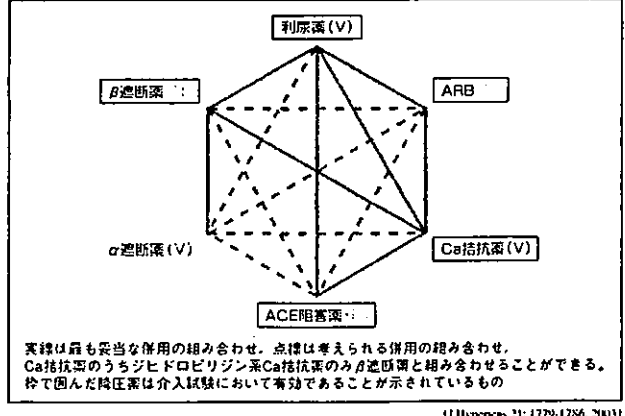 利尿薬(V)
β遮断薬
ARB
α遮断薬(V)
Ca拮抗薬(V)
ACE阻害薬
実線は最も妥当な併用の組み合わせ、点線は考えられる併用の組み合わせ、
Ca拮抗薬のうちジヒドロピリジン系Ca拮抗薬のみβ遮断薬と組み合わせることができる。
枠で囲んだ降圧薬は介入試験において有効であることが示されているもの
21: 1779-1786, 2003